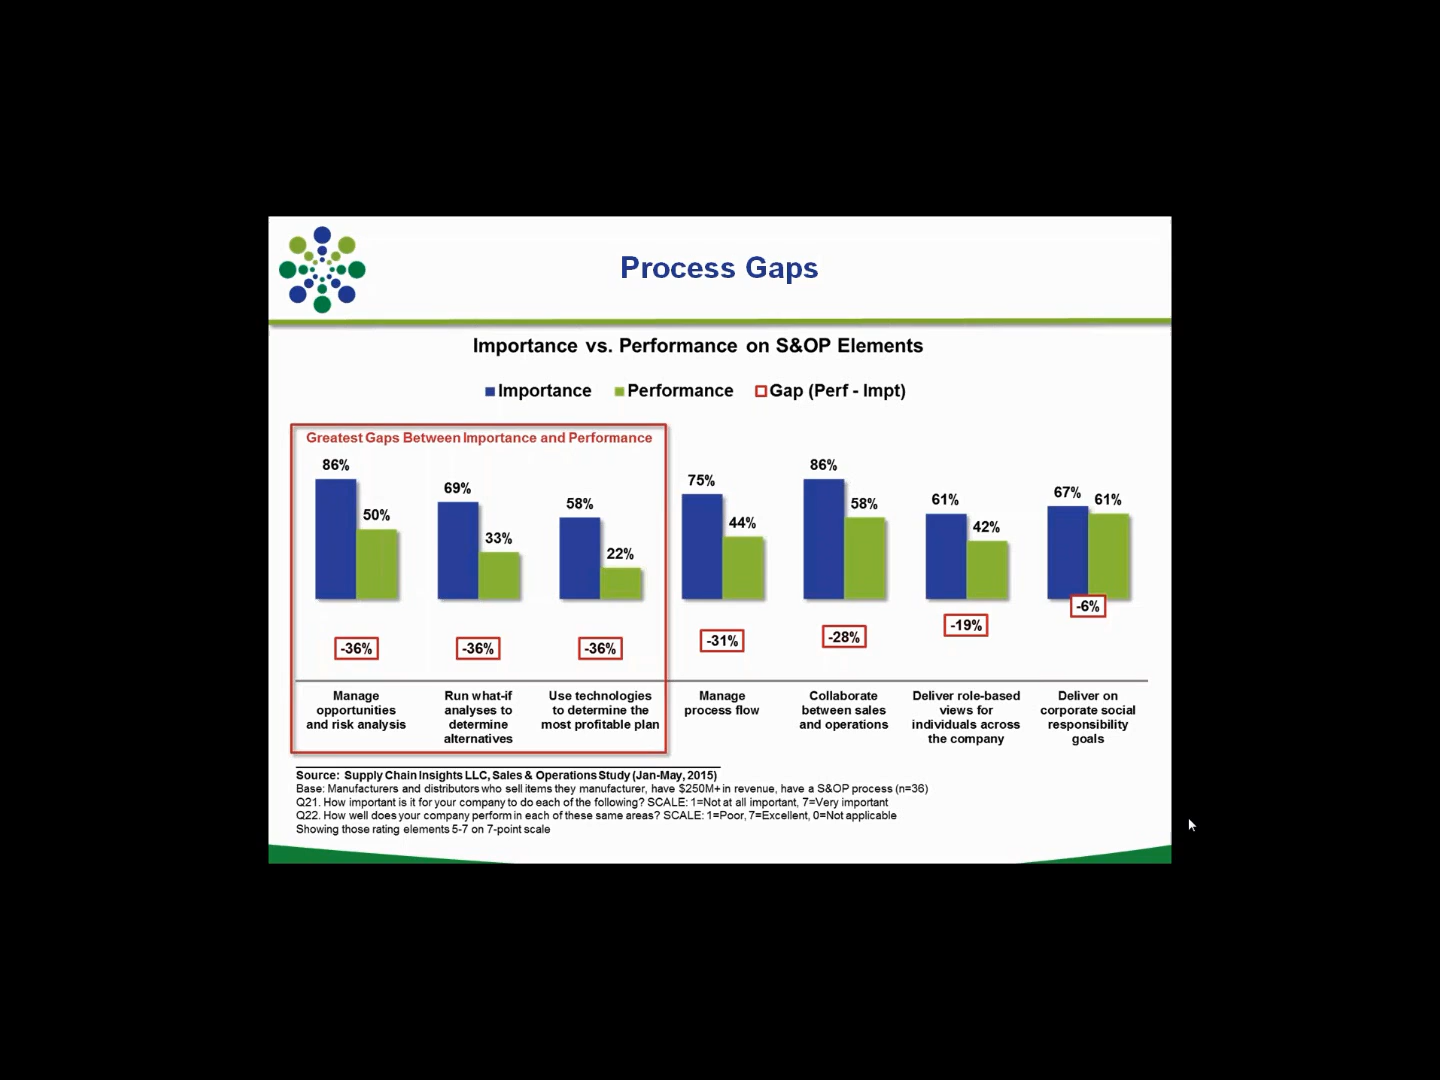 Process Gaps
Importance vs. Performance on S&OP Elements
Importance Performance Gap (Perf - Impt)
Greatest Gaps Between Importance and Performance
86% 50%
69% 33%
58% 22%
75% 44%
86% 58%
61% 42%
67% 61%
-36% -36% -36% -31% -28% -19% -6%
Manage
opportunities
and risk analysis
Run what-if
analyses to
determine
alternatives
Use technologies
to determine the
most profitable plan
Manage
process flow
Collaborate
between sales
and operations
Deliver role-based
views for
individuals across
the company
Deliver on
corporate social
responsibility
goals
Source: Supply Chain Insights LLC, Sales & Operations Study (Jan-May, 2015)
Base: Manufacturers and distributors who sell items they manufacturer, have $250M+ in revenue, have a S&OP process (n=36)
Q21. How important is it for your company to do each of the following? SCALE: 1=Not at all important, 7=Very important
Q22. How well does your company perform in each of these same areas? SCALE: 1=Poor, 7=Excellent, 0=Not applicable
Showing those rating elements 5-7 on 7-point scale